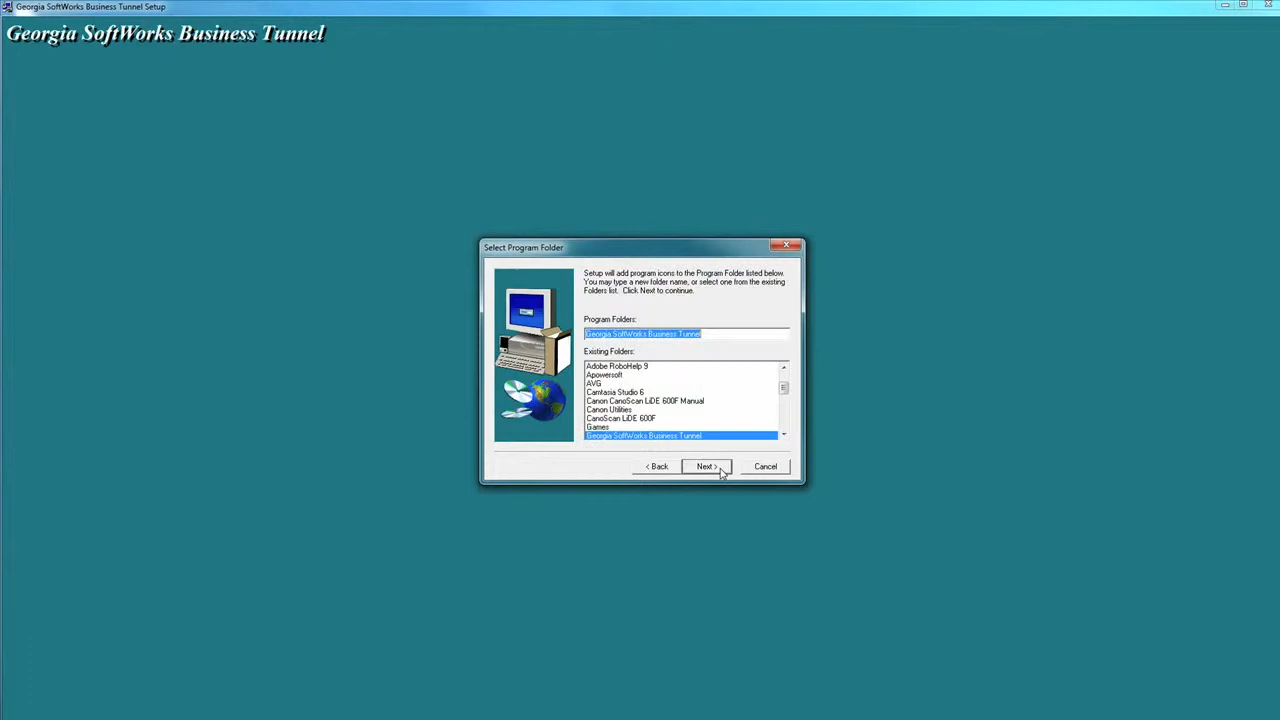 Georgia SoftWorks Business Tunnel Setup
Georgia SoftWorks Business Tunnel
Select Program Folder
Setup will add program icons to the Program Folder listed below.
You may type a new folder name, or select one from the existing
Folders list. Click Next to continue.
Program Folders:
Georgia SoftWorks Business Tunnel
Existing Folders:
Adobe RoboHelp 9
Apowersoft
AVG
Camtasia Studio 6
Canon CanoScan LiDE 600F Manual
Canon Utilities
CanoScan LiDE 600F
Games
Georgia SoftWorks Business Tunnel
< Back Next > Cancel